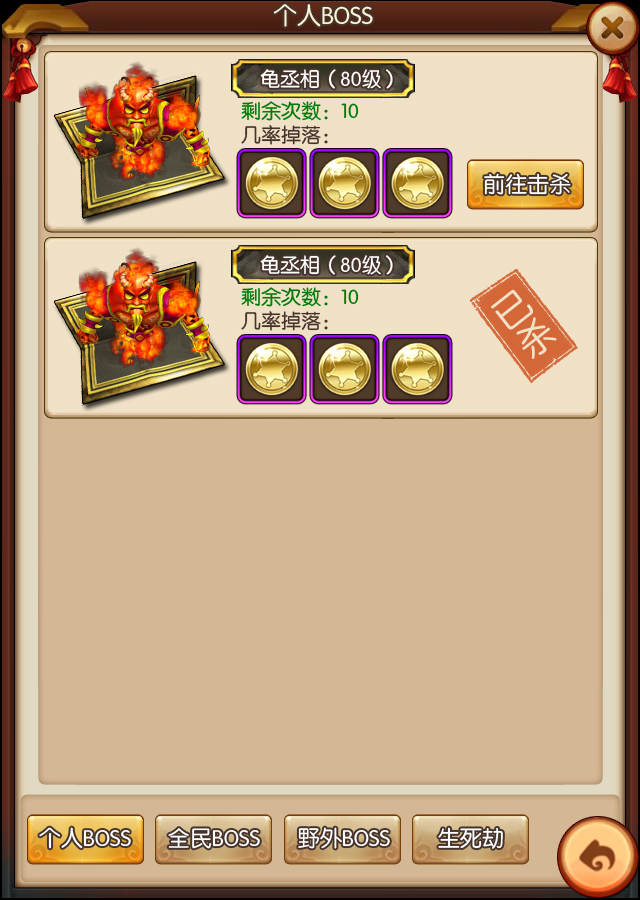 个人BOSS
龟丞相（80级）
剩余次数：10
几率掉落：
前往击杀
龟丞相（80级）
剩余次数：10
几率掉落：
已杀
个人BOSS
全民BOSS
野外BOSS
生死劫